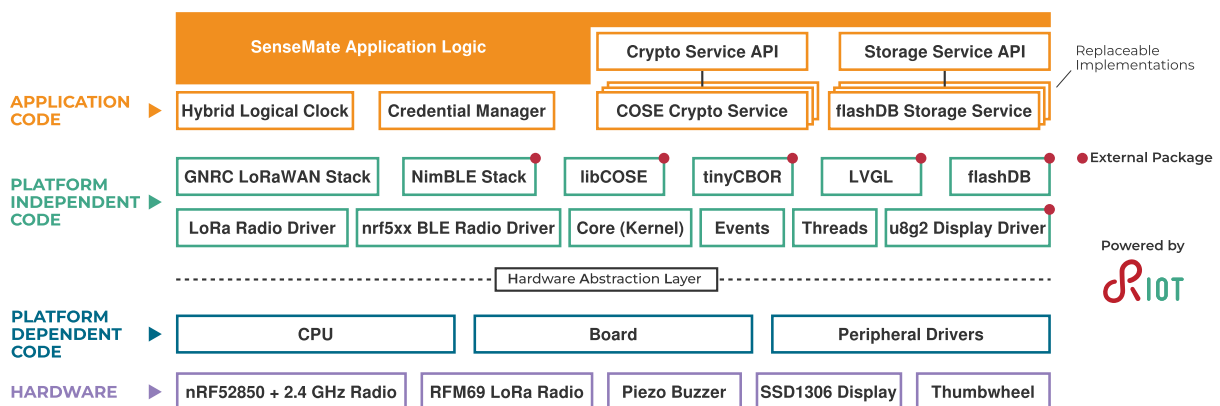 SenseMate Application Logic
Crypto Service API
Storage Service API
Replaceable
Implementations
APPLICATION
CODE
Hybrid Logical Clock
Credential Manager
COSE Crypto Service
flashDB Storage Service
External Package
PLATFORM
INDEPENDENT
CODE
GNRC LoRaWAN Stack
NimBLE Stack
libCOSE
tinyCBOR
LVGL
flashDB
LoRa Radio Driver
nrf5xx BLE Radio Driver
Core (Kernel)
Events
Threads
u8g2 Display Driver
Hardware Abstraction Layer
Powered by
RIOT
PLATFORM
DEPENDENT
CODE
CPU
Board
Peripheral Drivers
HARDWARE
nRF52850 + 2.4 GHz Radio
RFM69 LoRa Radio
Piezo Buzzer
SSD1306 Display
Thumbwheel